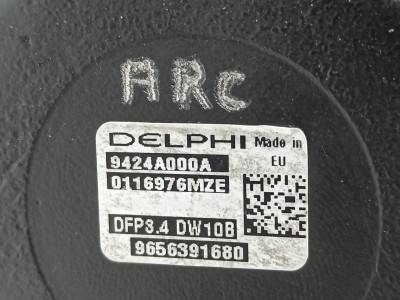 ARC
DELPHI Made in
EU
9424A000A
0116976MZE
DFP3.4 DW10B
9656391680